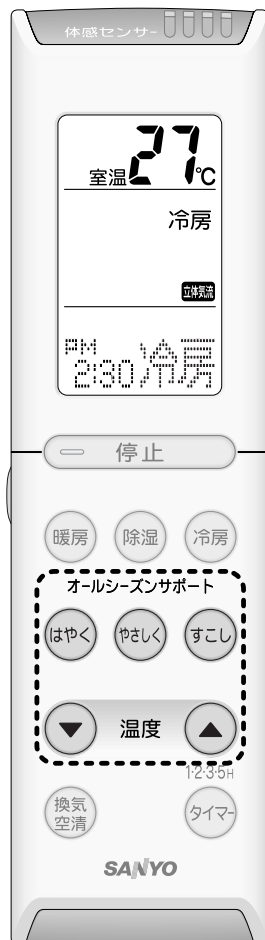 体感センサー
室温27℃
冷房
立体気流
PM
2:30 冷房
停止
暖房 除湿 冷房
オールシーズンサポート
はやく やさしく すこし
▼ 温度 ▲
1・2・3・5H
換気
空清
タイマー
SANYO